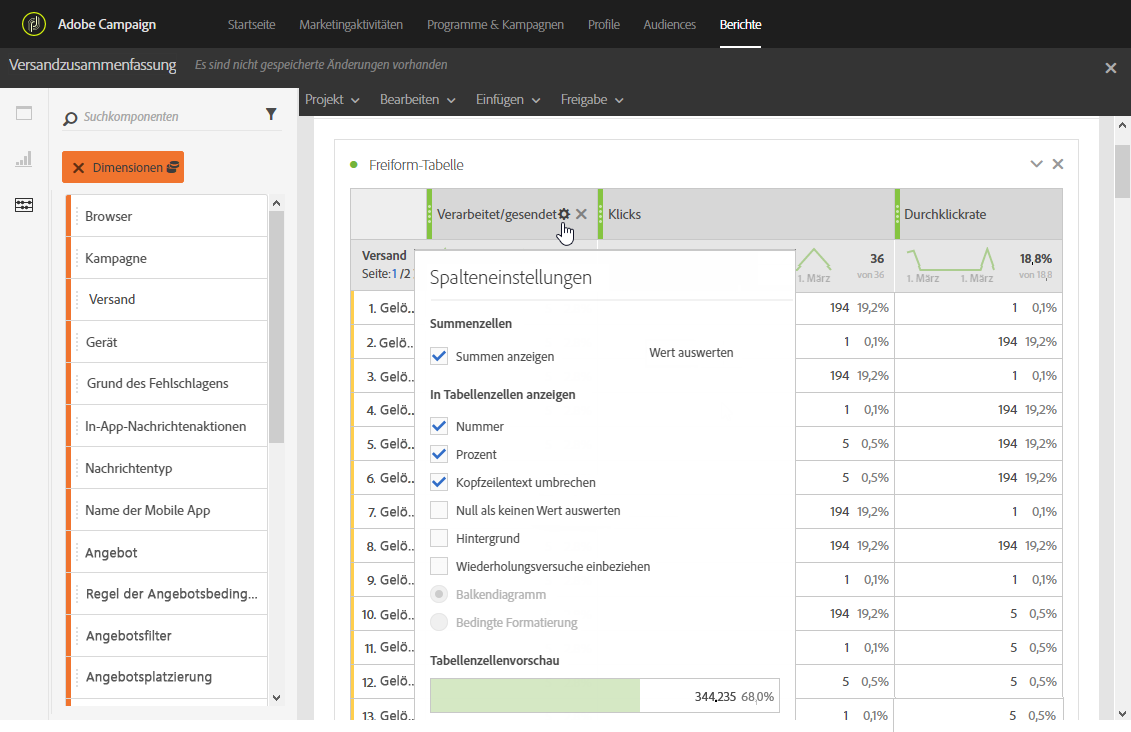 Adobe Campaign Startseite Marketingaktivitäten Programme & Kampagnen Profile Audiences Berichte
Versandzusammenfassung Es sind nicht gespeicherte Änderungen vorhanden
Projekt Bearbeiten Einfügen Freigabe
Suchkomponenten
Dimensionen
Browser
Kampagne
Versand
Gerät
Grund des Fehlschlagens
In-App-Nachrichtenaktionen
Nachrichtentyp
Name der Mobile App
Angebot
Regel der Angebotsbeding...
Angebotsfilter
Angebotsplatzierung
Freiform-Tabelle
Verarbeitet/gesendet Klicks Durchklickrate
Versand 36 18,8%
Seite:1 /2 1. März von 36 1. März 1. März von 18,8
1. Gelö.. 194 19,2% 1 0,1%
2. Gelö.. 1 0,1% 194 19,2%
3. Gelö.. 194 19,2% 1 0,1%
4. Gelö.. 1 0,1% 194 19,2%
5. Gelö.. 5 0,5% 194 19,2%
6. Gelö.. 5 0,5% 194 19,2%
7. Gelö.. 194 19,2% 1 0,1%
8. Gelö.. 194 19,2% 194 19,2%
9. Gelö.. 1 0,1% 1 0,1%
10. Gelö.. 194 19,2% 5 0,5%
11. Gelö.. 1 0,1% 5 0,5%
12. Gelö.. 5 0,5% 5 0,5%
13. Gelö.. 1 0,1% 5 0,5%
Spalteneinstellungen
Summenzellen
Summen anzeigen Wert auswerten
In Tabellenzellen anzeigen
Nummer
Prozent
Kopfzeilentext umbrechen
Null als keinen Wert auswerten
Hintergrund
Wiederholungsversuche einbeziehen
Balkendiagramm
Bedingte Formatierung
Tabellenzellenvorschau
344.235 68,0%